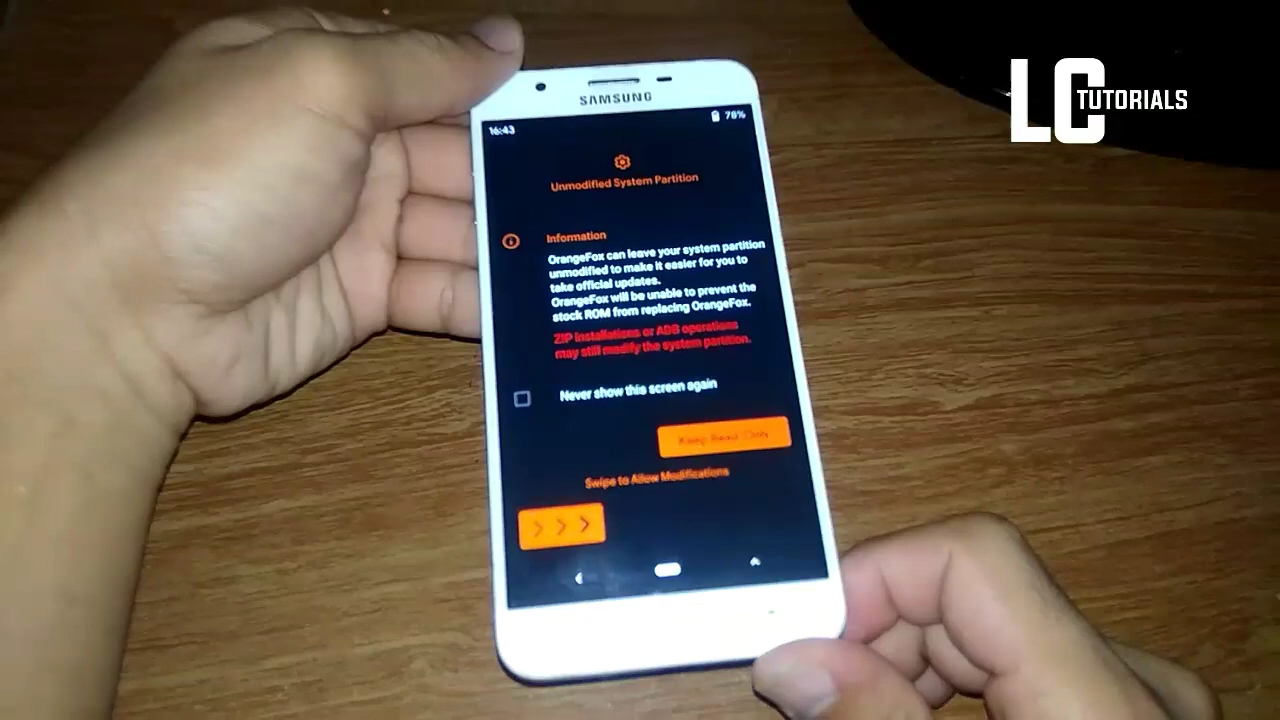 LC TUTORIALS
SAMSUNG
16:43
78%
Unmodified System Partition
Information
OrangeFox can leave your system partition
unmodified to make it easier for you to
take official updates.
OrangeFox will be unable to prevent the
stock ROM from replacing OrangeFox.
ZIP installations or ADB operations
may still modify the system partition.
Never show this screen again
Keep Read Only
Swipe to Allow Modifications